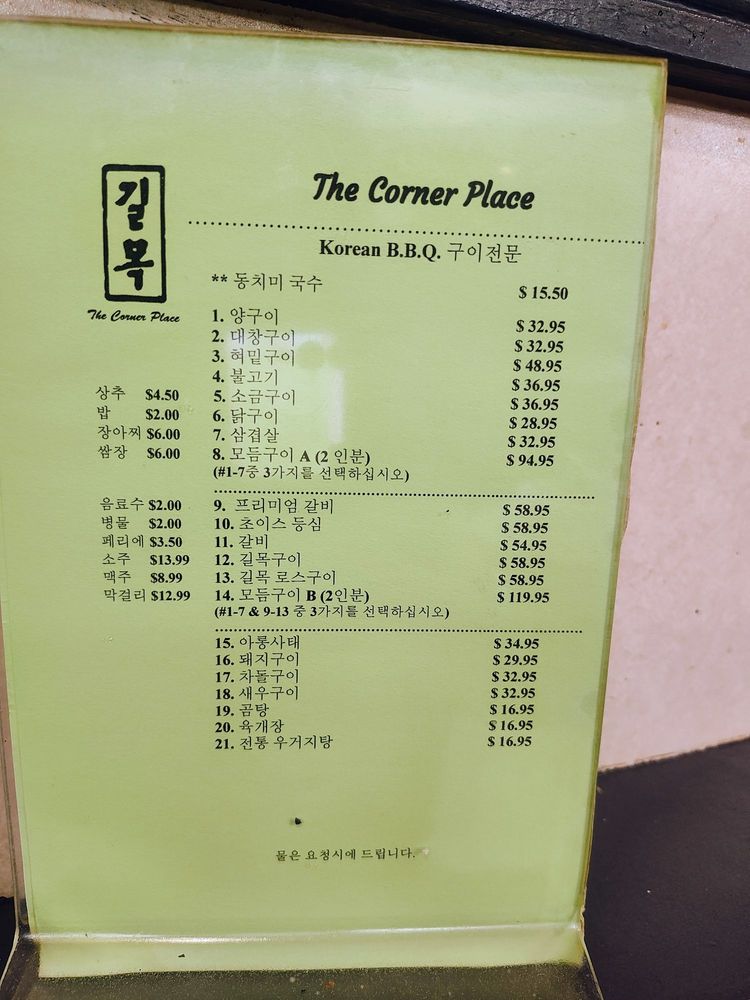 길목
The Corner Place
The Corner Place
Korean B.B.Q. 구이전문
** 동치미 국수 $ 15.50
1. 양구이 $ 32.95
2. 대창구이 $ 32.95
3. 혀밑구이 $ 48.95
4. 불고기 $ 36.95
5. 소금구이 $ 36.95
6. 닭구이 $ 28.95
7. 삼겹살 $ 32.95
8. 모듬구이 A (2 인분) $ 94.95
(#1-7중 3가지를 선택하십시오)
9. 프리미엄 갈비 $ 58.95
10. 초이스 등심 $ 58.95
11. 갈비 $ 54.95
12. 길목구이 $ 58.95
13. 길목 로스구이 $ 58.95
14. 모듬구이 B (2인분) $ 119.95
(#1-7 & 9-13 중 3가지를 선택하십시오)
15. 아롱사태 $ 34.95
16. 돼지구이 $ 29.95
17. 차돌구이 $ 32.95
18. 새우구이 $ 32.95
19. 곰탕 $ 16.95
20. 육개장 $ 16.95
21. 전통 우거지탕 $ 16.95
상추 $4.50
밥 $2.00
장아찌 $6.00
쌈장 $6.00
음료수 $2.00
병물 $2.00
페리에 $3.50
소주 $13.99
맥주 $8.99
막걸리 $12.99
물은 요청시에 드립니다.